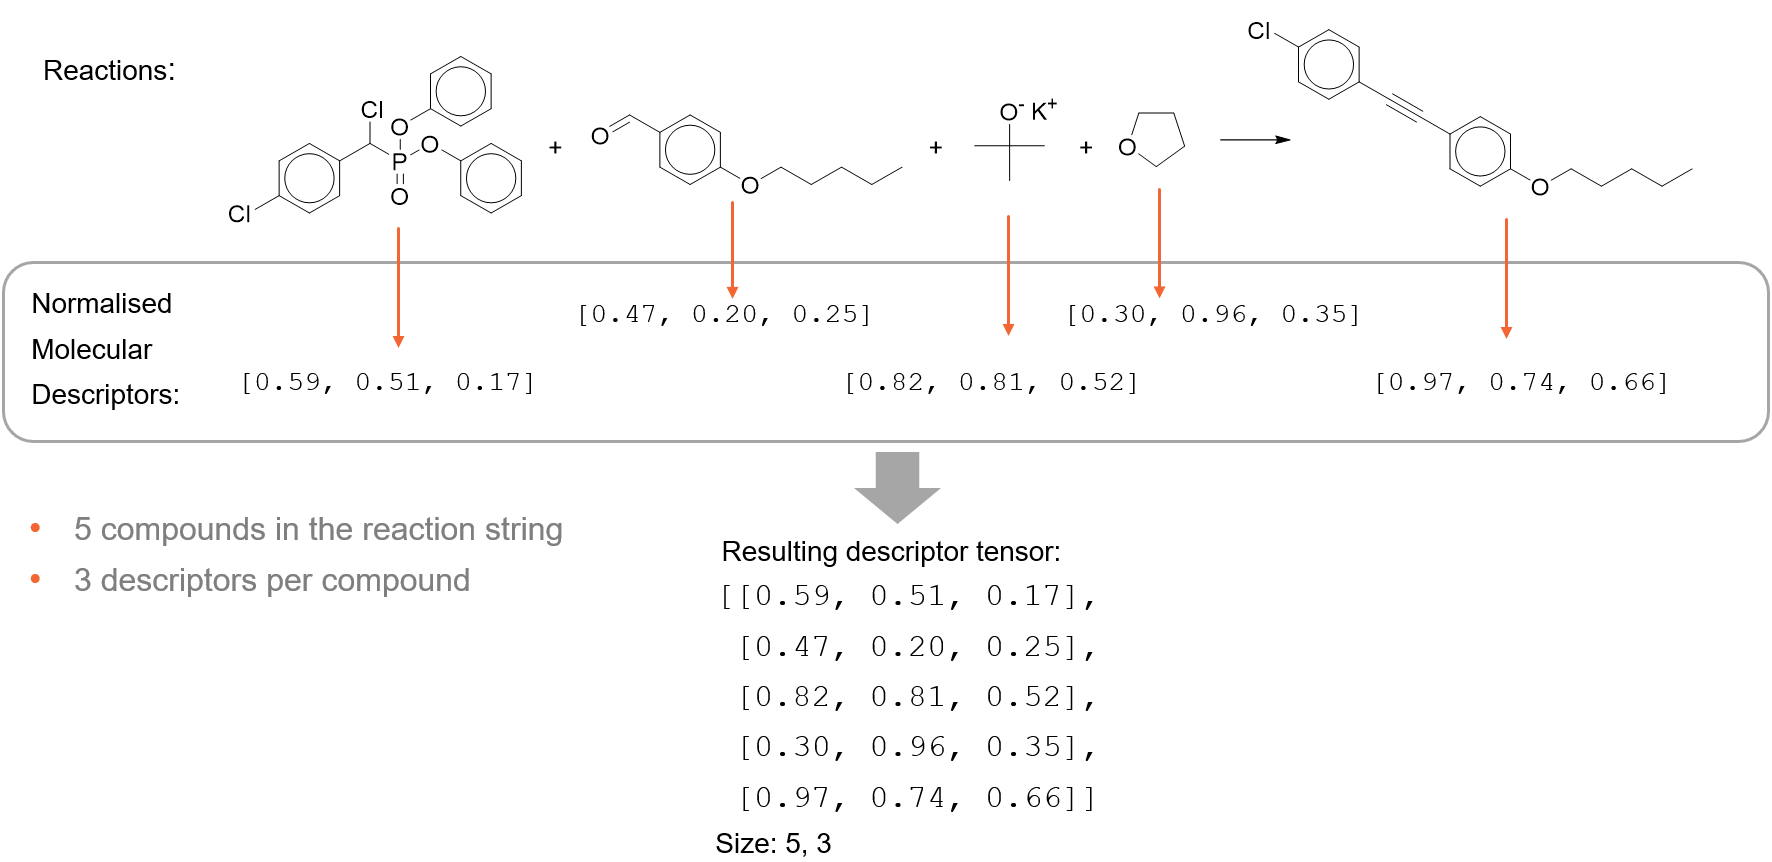 Reactions:
Cl
Cl
O
O
P
O
Cl
+
O
O
+
O- K+
+
O
Cl
O
Normalised
Molecular
Descriptors:
[0.47, 0.20, 0.25]
[0.30, 0.96, 0.35]
[0.59, 0.51, 0.17]
[0.82, 0.81, 0.52]
[0.97, 0.74, 0.66]
• 5 compounds in the reaction string
• 3 descriptors per compound
Resulting descriptor tensor:
[[0.59, 0.51, 0.17],
[0.47, 0.20, 0.25],
[0.82, 0.81, 0.52],
[0.30, 0.96, 0.35],
[0.97, 0.74, 0.66]]
Size: 5, 3